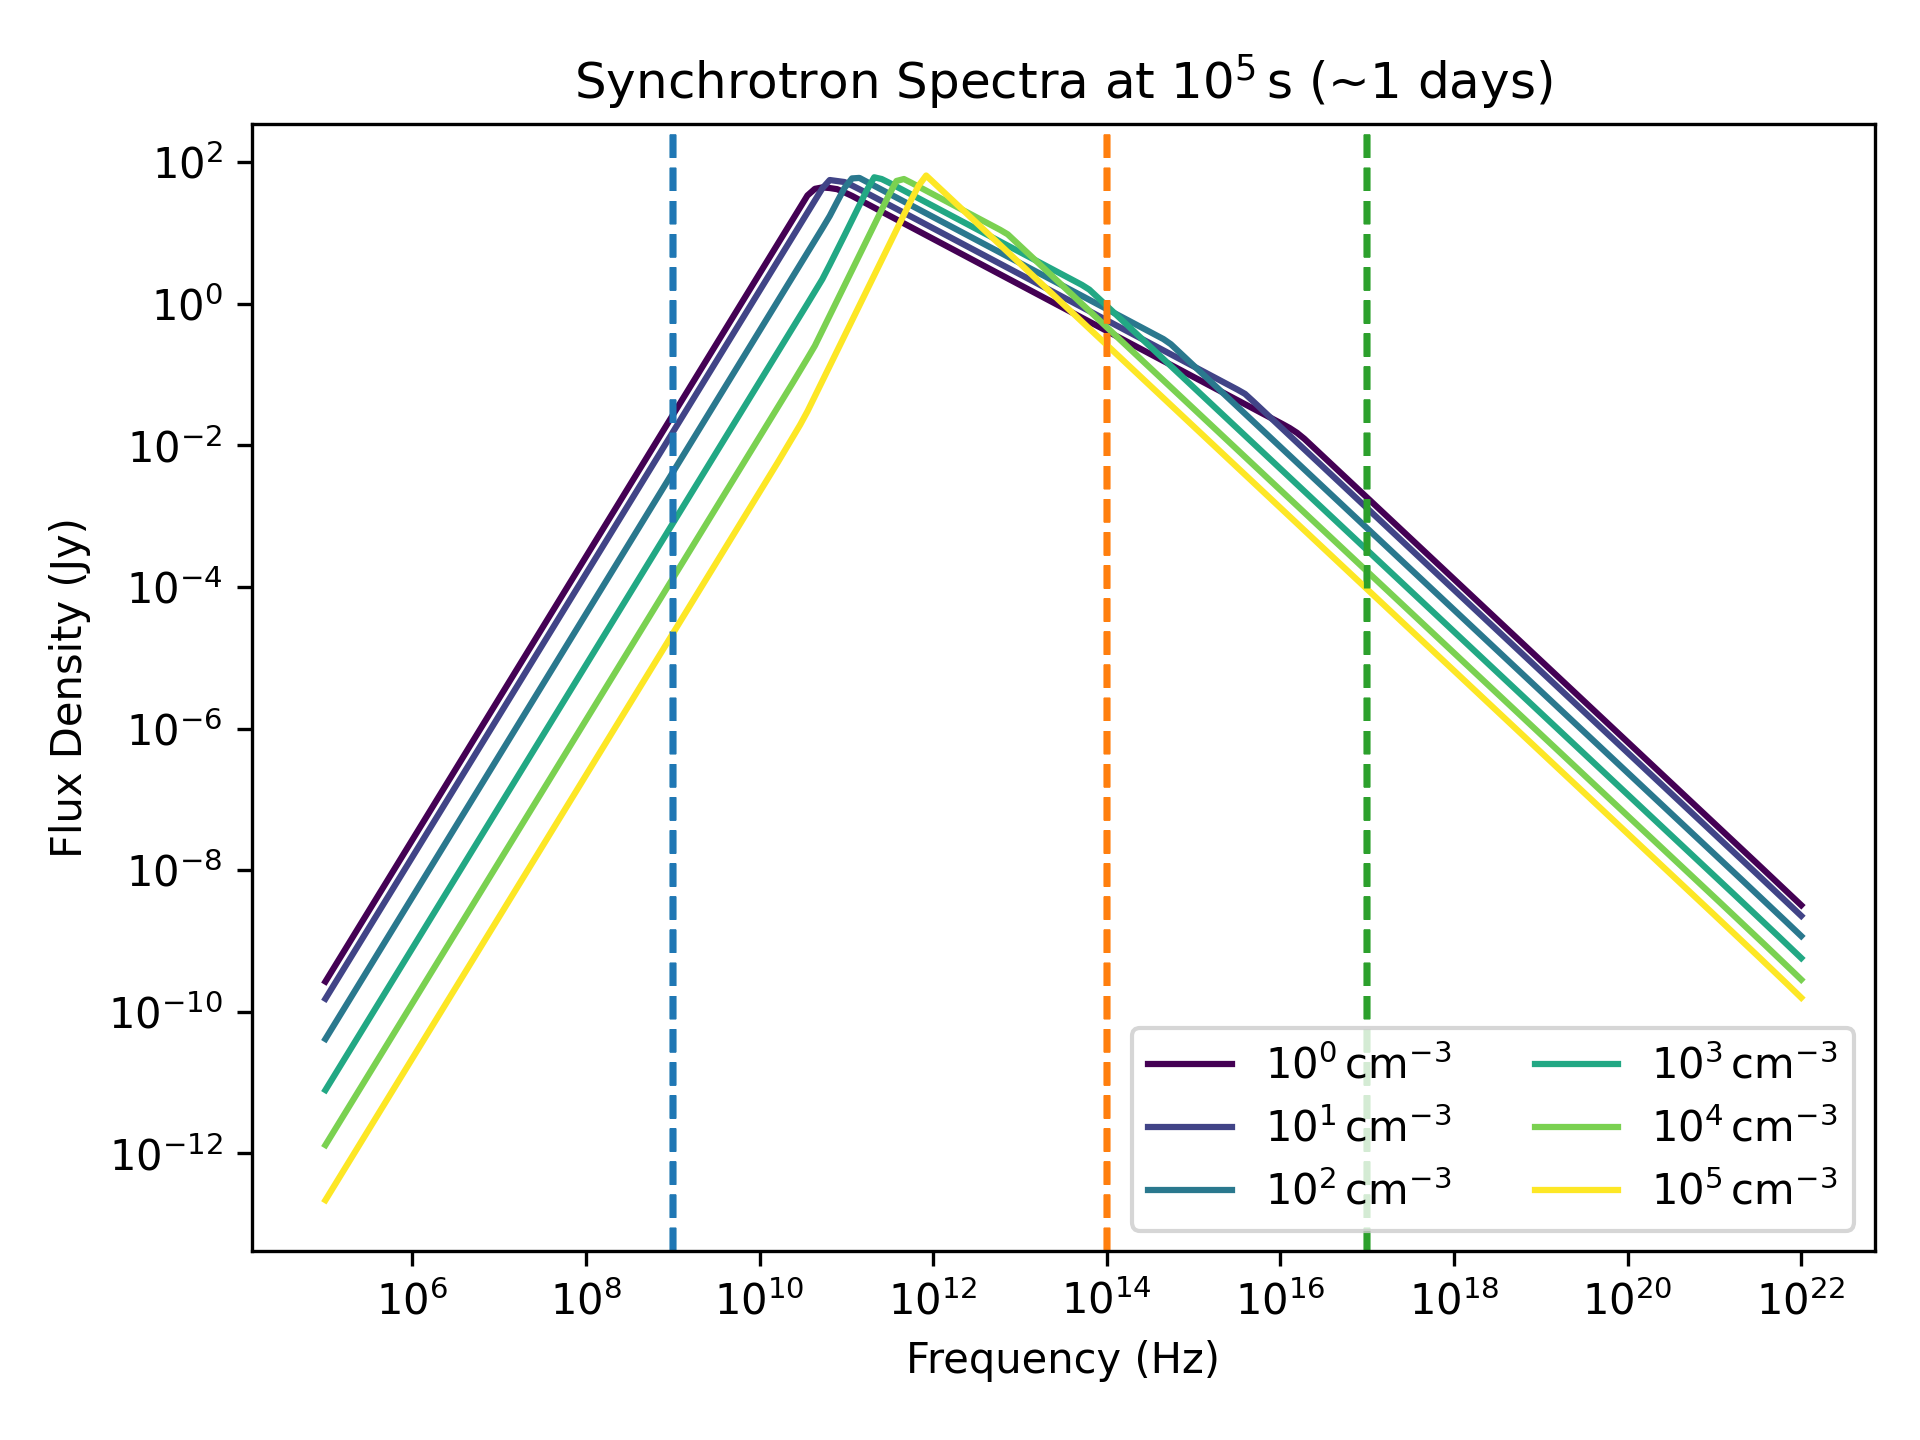 Synchrotron Spectra at 10⁵ s (~1 days)
Flux Density (Jy)
10²
10⁰
10⁻²
10⁻⁴
10⁻⁶
10⁻⁸
10⁻¹⁰
10⁻¹²
10⁰ cm⁻³ 10³ cm⁻³
10¹ cm⁻³ 10⁴ cm⁻³
10² cm⁻³ 10⁵ cm⁻³
10⁶ 10⁸ 10¹⁰ 10¹² 10¹⁴ 10¹⁶ 10¹⁸ 10²⁰ 10²²
Frequency (Hz)